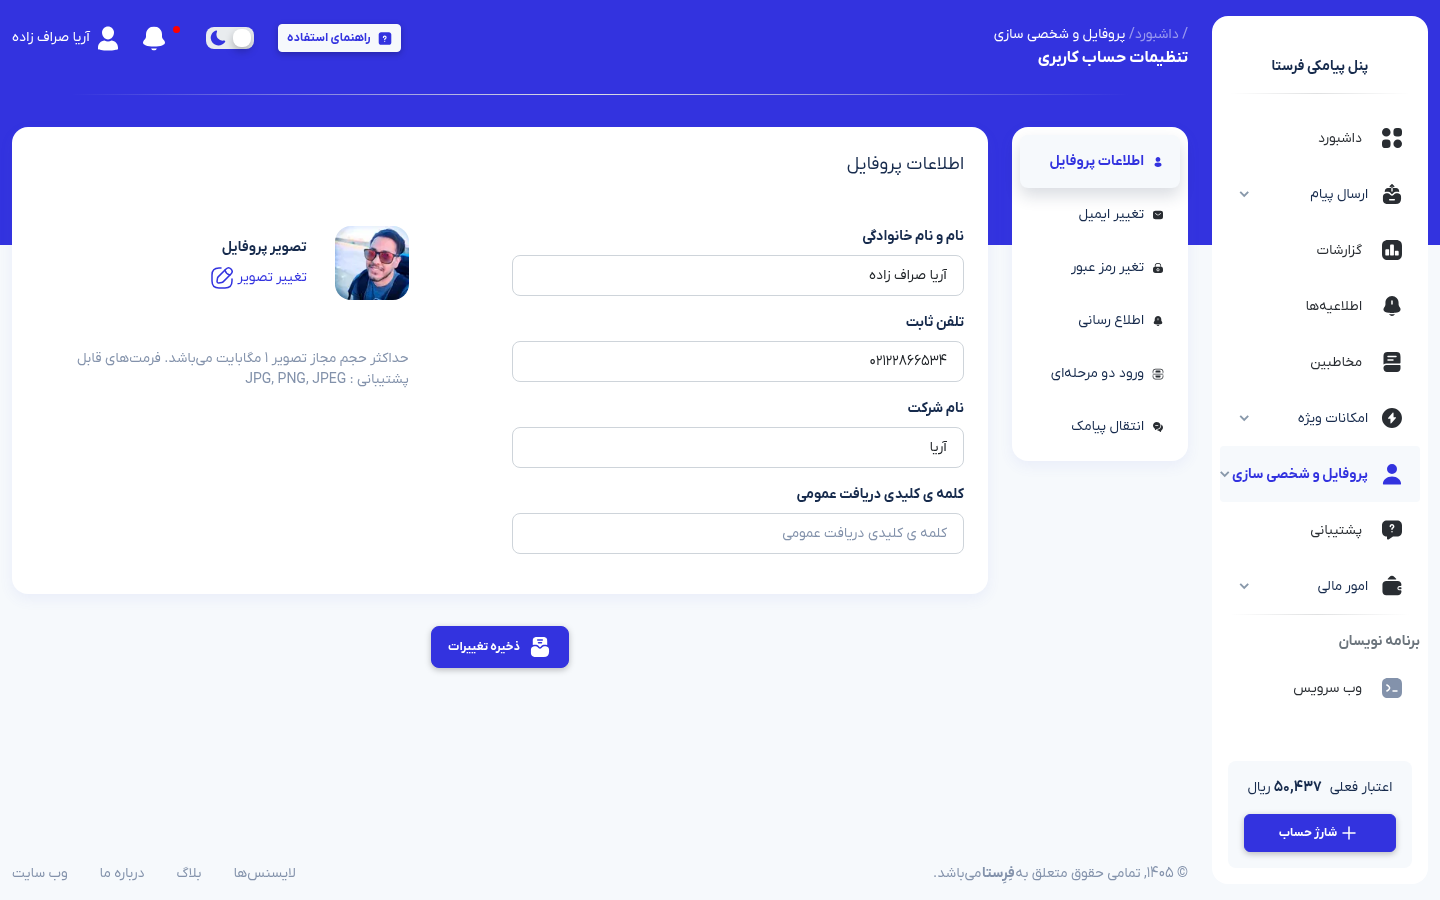 پنل پیامکی فرستا
داشبورد
ارسال پیام
گزارشات
اطلاعیه‌ها
مخاطبین
امکانات ویژه
پروفایل و شخصی سازی
پشتیبانی
امور مالی
برنامه نویسان
وب سرویس
اعتبار فعلی ۵۰,۴۳۷ ریال
شارژ حساب
/ داشبورد/ پروفایل و شخصی سازی
تنظیمات حساب کاربری
راهنمای استفاده
آریا صراف زاده
اطلاعات پروفایل
تغییر ایمیل
تغیر رمز عبور
اطلاع رسانی
ورود دو مرحله‌ای
انتقال پیامک
اطلاعات پروفایل
نام و نام خانوادگی
آریا صراف زاده
تلفن ثابت
۰۲۱۲۲۸۶۶۵۳۴
نام شرکت
آریا
کلمه ی کلیدی دریافت عمومی
کلمه ی کلیدی دریافت عمومی
تصویر پروفایل
تغییر تصویر
حداکثر حجم مجاز تصویر ۱ مگابایت می‌باشد. فرمت‌های قابل
پشتیبانی : JPG, PNG, JPEG
ذخیره تغییرات
© ۱۴۰۵, تمامی حقوق متعلق به فِرِستا می‌باشد.
لایسنس‌ها
بلاگ
درباره ما
وب سایت